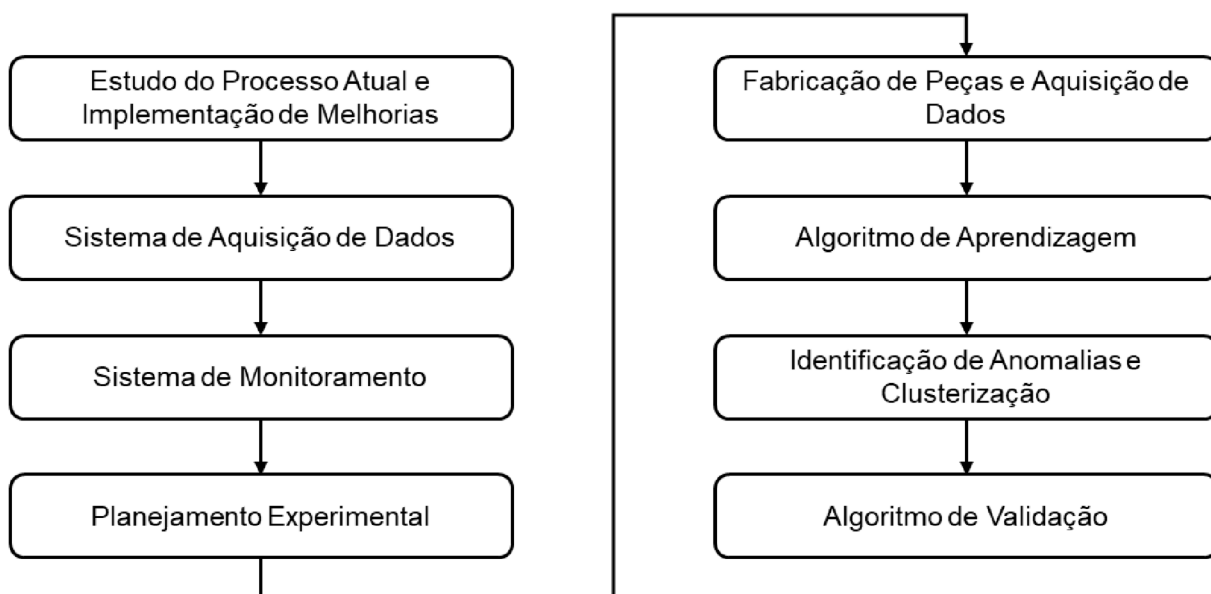 Estudo do Processo Atual e
Implementação de Melhorias
Sistema de Aquisição de Dados
Sistema de Monitoramento
Planejamento Experimental
Fabricação de Peças e Aquisição de
Dados
Algoritmo de Aprendizagem
Identificação de Anomalias e
Clusterização
Algoritmo de Validação